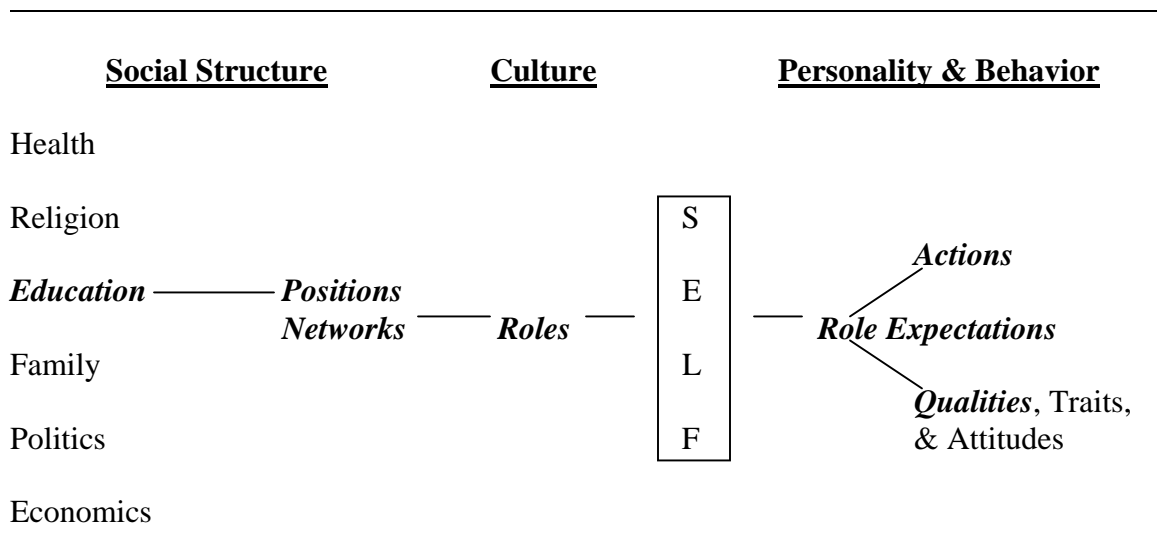 Social Structure Culture Personality & Behavior
Health
Religion S
Actions
Education Positions E
Networks Roles Role Expectations
Family L
Qualities, Traits,
Politics F & Attitudes
Economics